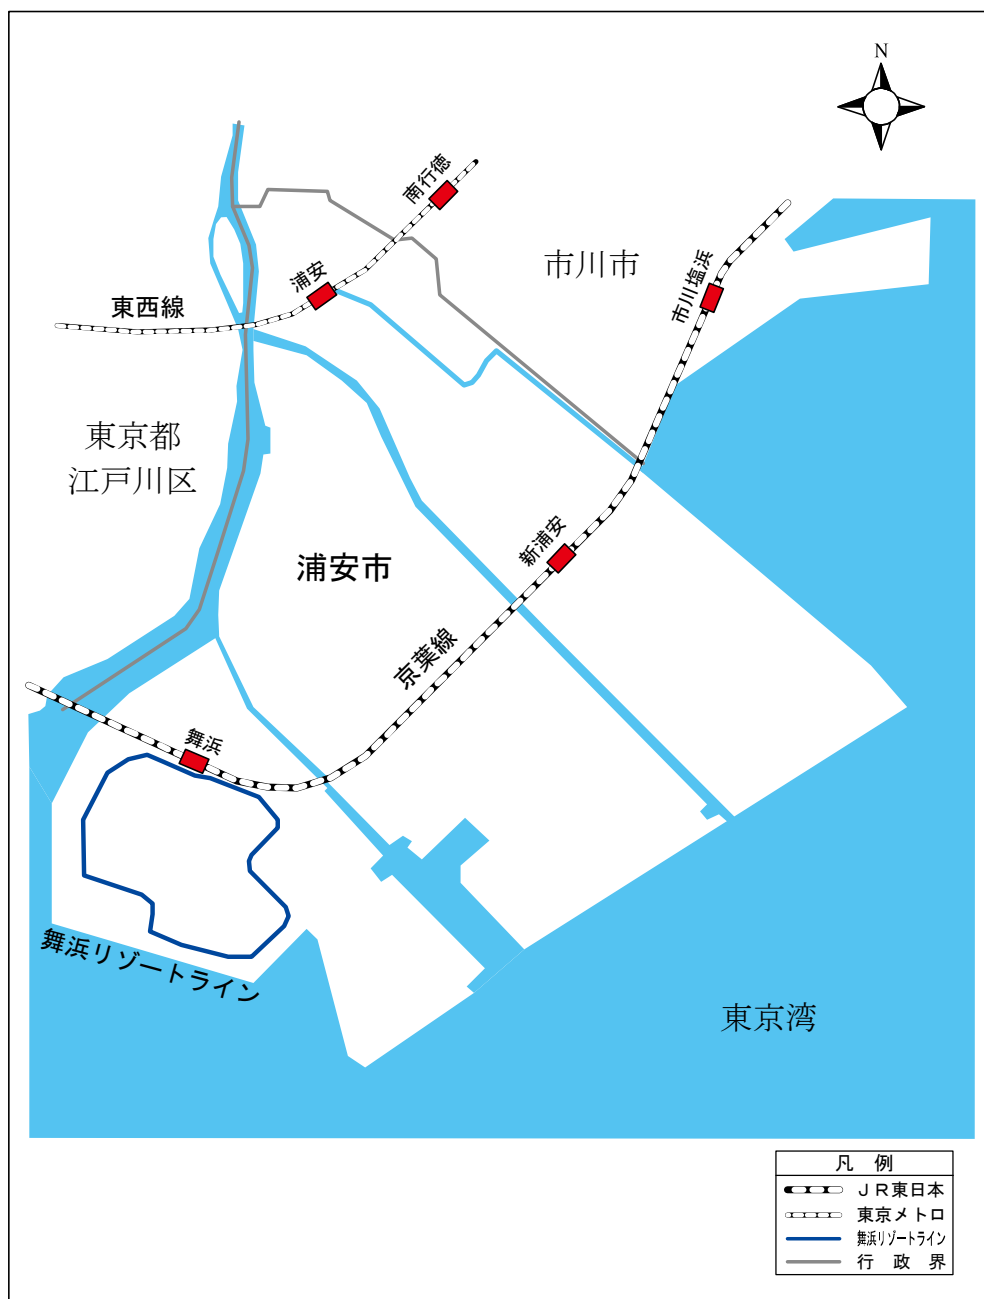 N
南行徳
市川市
市川塩浜
浦安
東西線
東京都
江戸川区
新浦安
浦安市
京葉線
舞浜
舞浜リゾートライン
東京湾
凡 例
ＪＲ東日本
東京メトロ
舞浜リゾートライン
行 政 界